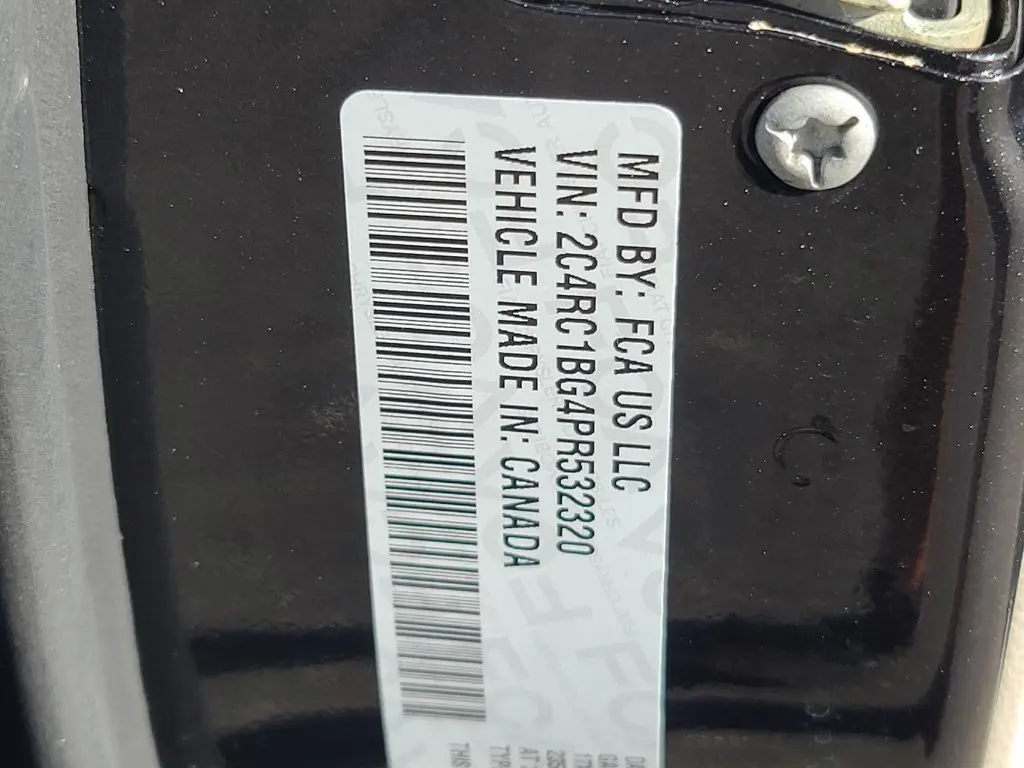 MFD BY: FCA US LLC
VIN: 2C4RC1BG4PR532320
VEHICLE MADE IN: CANADA